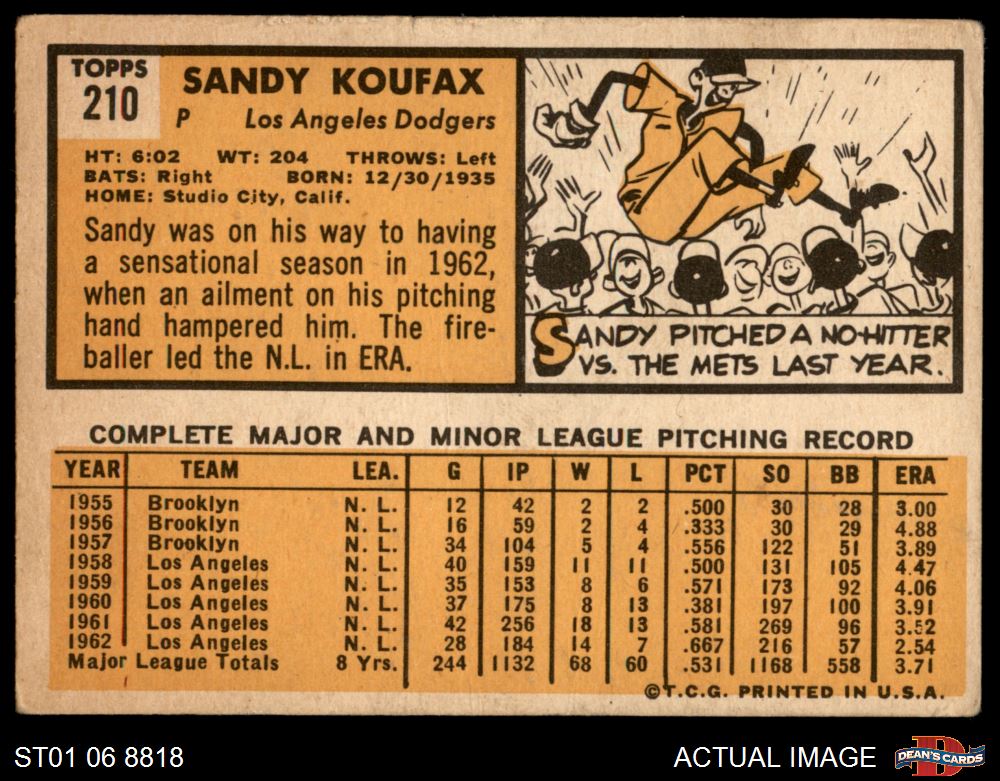 TOPPS
210
SANDY KOUFAX
P Los Angeles Dodgers
HT: 6:02 WT: 204 THROWS: Left
BATS: Right BORN: 12/30/1935
HOME: Studio City, Calif.
Sandy was on his way to having
a sensational season in 1962,
when an ailment on his pitching
hand hampered him. The fire-
baller led the N.L. in ERA.
SANDY PITCHED A NO-HITTER
VS. THE METS LAST YEAR.
COMPLETE MAJOR AND MINOR LEAGUE PITCHING RECORD
YEAR TEAM LEA. G IP W L PCT SO BB ERA
1955 Brooklyn N. L. 12 42 2 2 .500 30 28 3.00
1956 Brooklyn N. L. 16 59 2 4 .333 30 29 4.88
1957 Brooklyn N. L. 34 104 5 4 .556 122 51 3.89
1958 Los Angeles N. L. 40 159 11 11 .500 131 105 4.47
1959 Los Angeles N. L. 35 153 8 6 .571 173 92 4.06
1960 Los Angeles N. L. 37 175 8 13 .381 197 100 3.91
1961 Los Angeles N. L. 42 256 18 13 .581 269 96 3.52
1962 Los Angeles N. L. 28 184 14 7 .667 216 57 2.54
Major League Totals 8 Yrs. 244 1132 68 60 .531 1168 558 3.71
©T.C.G. PRINTED IN U.S.A.
ST01 06 8818
ACTUAL IMAGE
DEAN'S CARDS